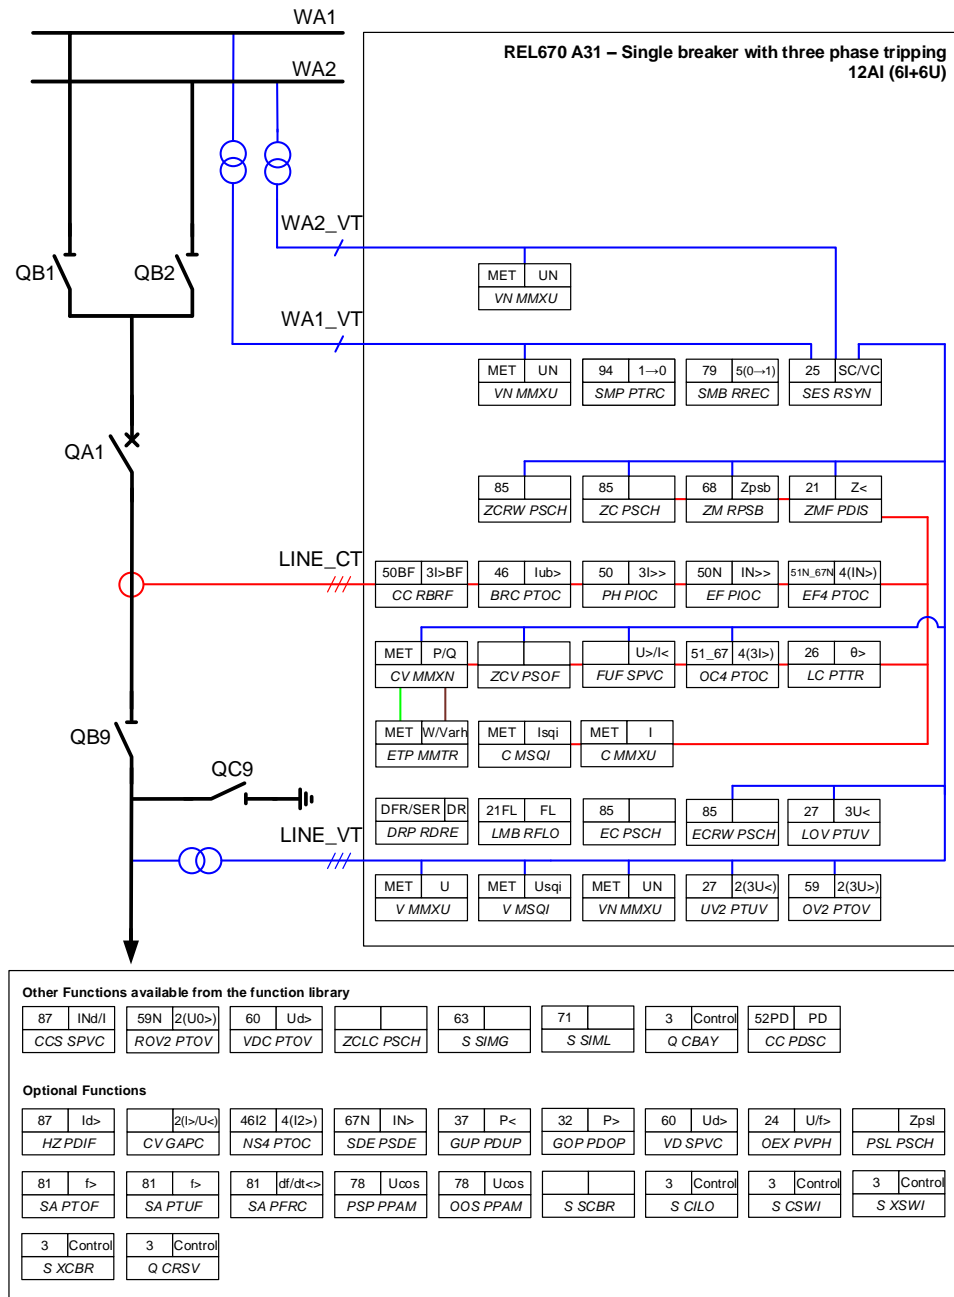 WA1
REL670 A31 – Single breaker with three phase tripping
12AI (6I+6U)
WA2
WA2_VT
QB1
QB2
MET UN
VN MMXU
WA1_VT
MET UN
VN MMXU
94 1→0
SMP PTRC
79 5(0→1)
SMB RREC
25 SC/VC
SES RSYN
QA1
85
ZCRW PSCH
85
ZC PSCH
68 Zpsb
ZM RPSB
21 Z<
ZMF PDIS
LINE_CT
50BF 3I>BF
CC RBRF
46 Iub>
BRC PTOC
50 3I>>
PH PIOC
50N IN>>
EF PIOC
51N_67N 4(IN>)
EF4 PTOC
MET P/Q
CV MMXN
ZCV PSOF
U>/I<
FUF SPVC
51_67 4(3I>)
OC4 PTOC
26 θ>
LC PTTR
QB9
MET W/Varh
ETP MMTR
MET Isqi
C MSQI
MET I
C MMXU
QC9
DFR/SER DR
DRP RDRE
21FL FL
LMB RFLO
85
EC PSCH
85
ECRW PSCH
27 3U<
LOV PTUV
LINE_VT
MET U
V MMXU
MET Usqi
V MSQI
MET UN
VN MMXU
27 2(3U<)
UV2 PTUV
59 2(3U>)
OV2 PTOV
Other Functions available from the function library
87 INd/I
CCS SPVC
59N 2(U0>)
ROV2 PTOV
60 Ud>
VDC PTOV
ZCLC PSCH
63
S SIMG
71
S SIML
3 Control
Q CBAY
52PD PD
CC PDSC
Optional Functions
87 Id>
HZ PDIF
2(I>/U<)
CV GAPC
46I2 4(I2>)
NS4 PTOC
67N IN>
SDE PSDE
37 P<
GUP PDUP
32 P>
GOP PDOP
60 Ud>
VD SPVC
24 U/f>
OEX PVPH
Zpsl
PSL PSCH
81 f>
SA PTOF
81 f>
SA PTUF
81 df/dt<>
SA PFRC
78 Ucos
PSP PPAM
78 Ucos
OOS PPAM
S SCBR
3 Control
S CILO
3 Control
S CSWI
3 Control
S XSWI
3 Control
S XCBR
3 Control
Q CRSV